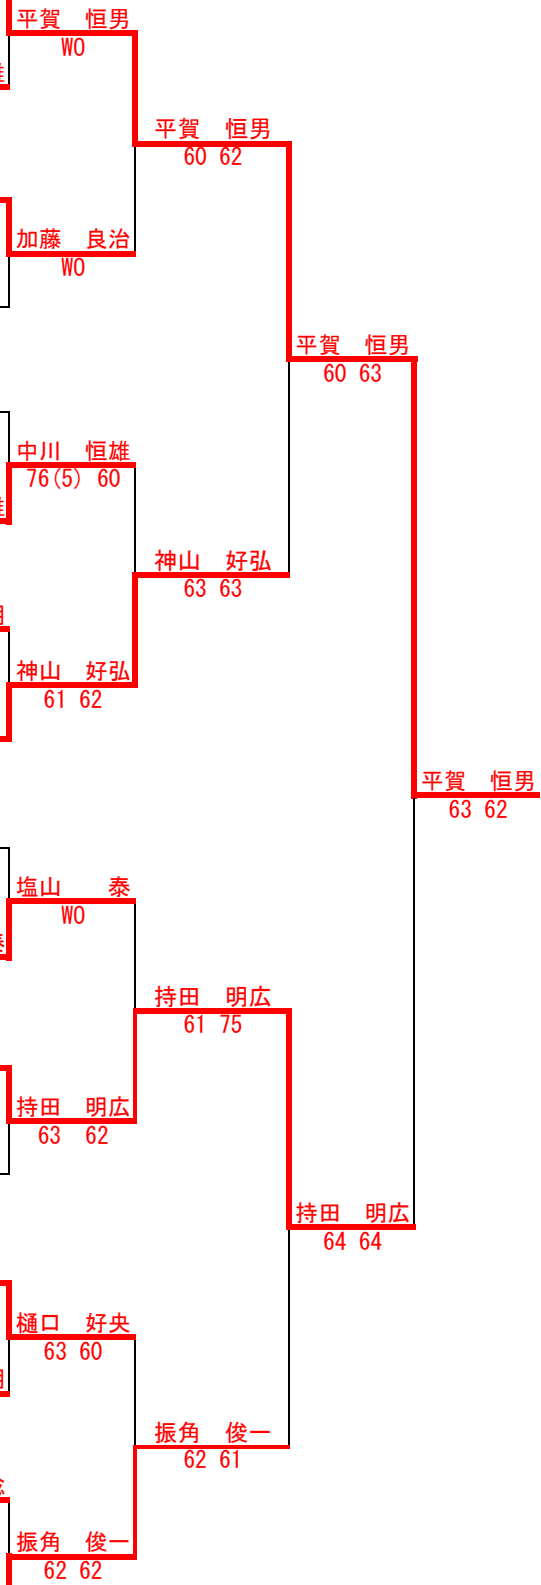 平賀　恒男
WO
平賀　恒男
60 62
加藤　良治
WO
平賀　恒男
60 63
中川　恒雄
76(5) 60
神山　好弘
63 63
神山　好弘
61 62
平賀　恒男
63 62
塩山　　泰
WO
持田　明広
61 75
持田　明広
63 62
持田　明広
64 64
樋口　好央
63 60
振角　俊一
62 61
振角　俊一
62 62